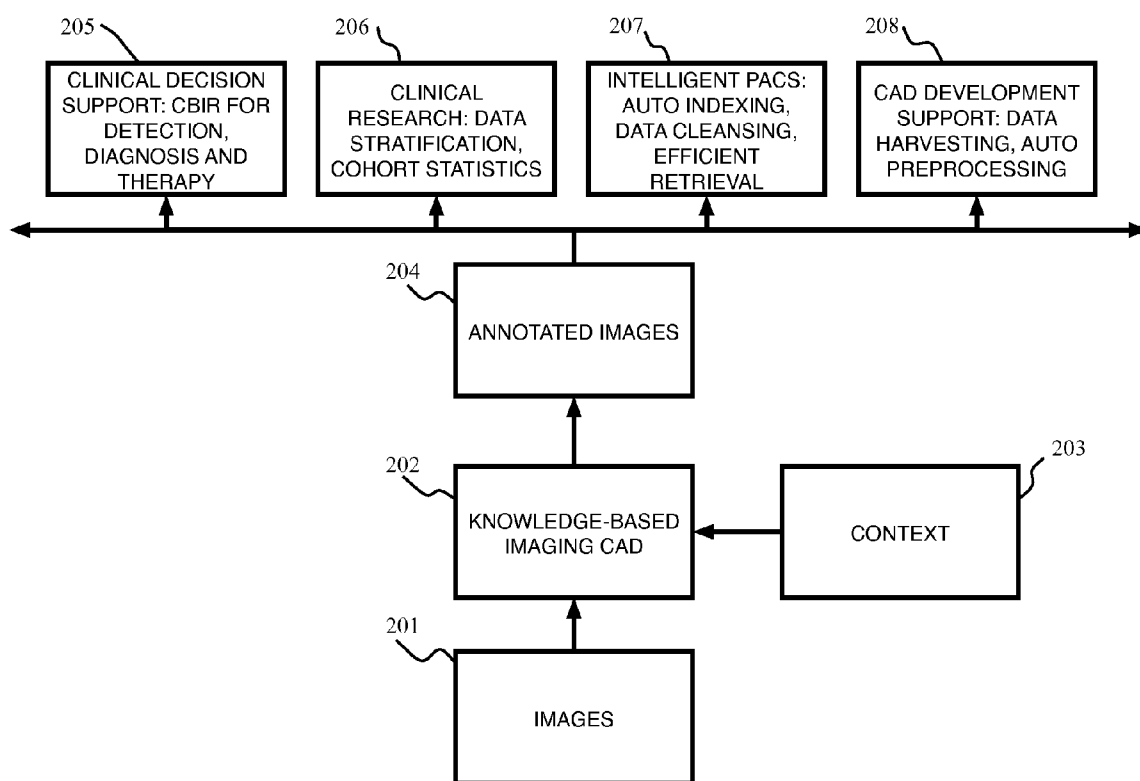 205
206
207
208
CLINICAL DECISION
SUPPORT: CBIR FOR
DETECTION,
DIAGNOSIS AND
THERAPY
CLINICAL
RESEARCH: DATA
STRATIFICATION,
COHORT STATISTICS
INTELLIGENT PACS:
AUTO INDEXING,
DATA CLEANSING,
EFFICIENT
RETRIEVAL
CAD DEVELOPMENT
SUPPORT: DATA
HARVESTING, AUTO
PREPROCESSING
204
ANNOTATED IMAGES
202
KNOWLEDGE-BASED
IMAGING CAD
203
CONTEXT
201
IMAGES